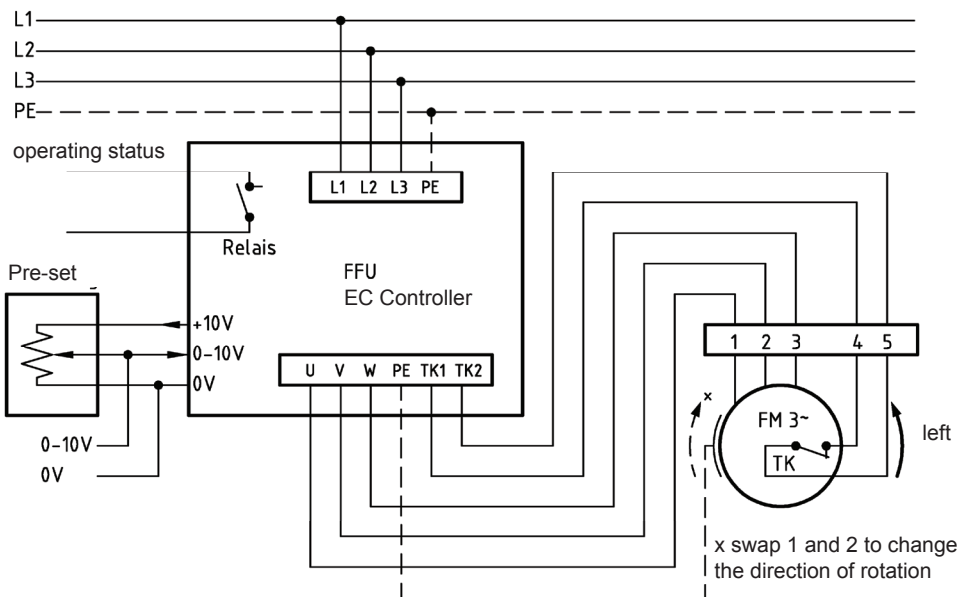 L1
L2
L3
PE
operating status
L1 L2 L3 PE
Relais
Pre-set
FFU
EC Controller
+10V
0-10V
0V
U V W PE TK1 TK2
1 2 3 4 5
x
FM 3~
TK
left
0-10V
0V
x swap 1 and 2 to change
the direction of rotation